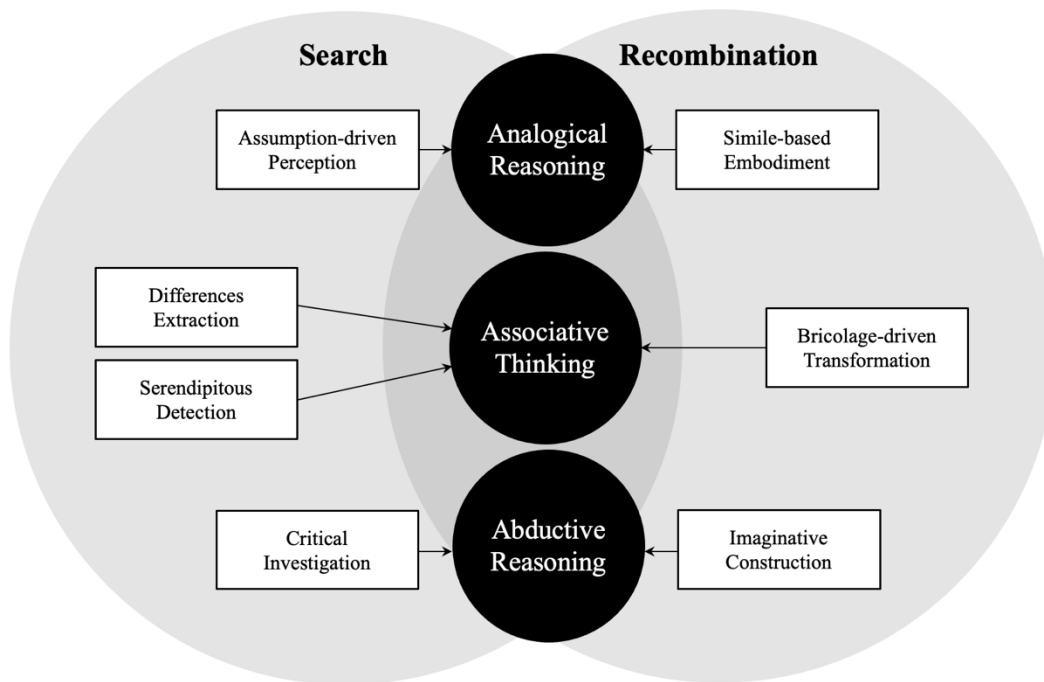 Search
Recombination
Assumption-driven
Perception
Analogical
Reasoning
Simile-based
Embodiment
Differences
Extraction
Serendipitous
Detection
Associative
Thinking
Bricolage-driven
Transformation
Critical
Investigation
Abductive
Reasoning
Imaginative
Construction